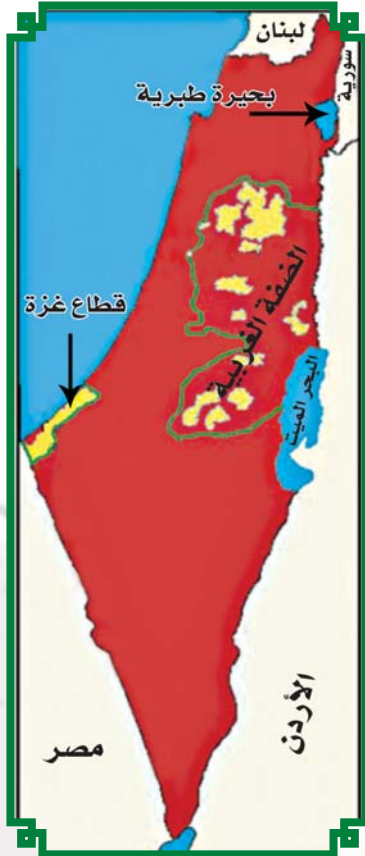 لبنان
سورية
بحيرة طبرية
الضفة الغربية
قطاع غزة
البحر الميت
الأردن
مصر